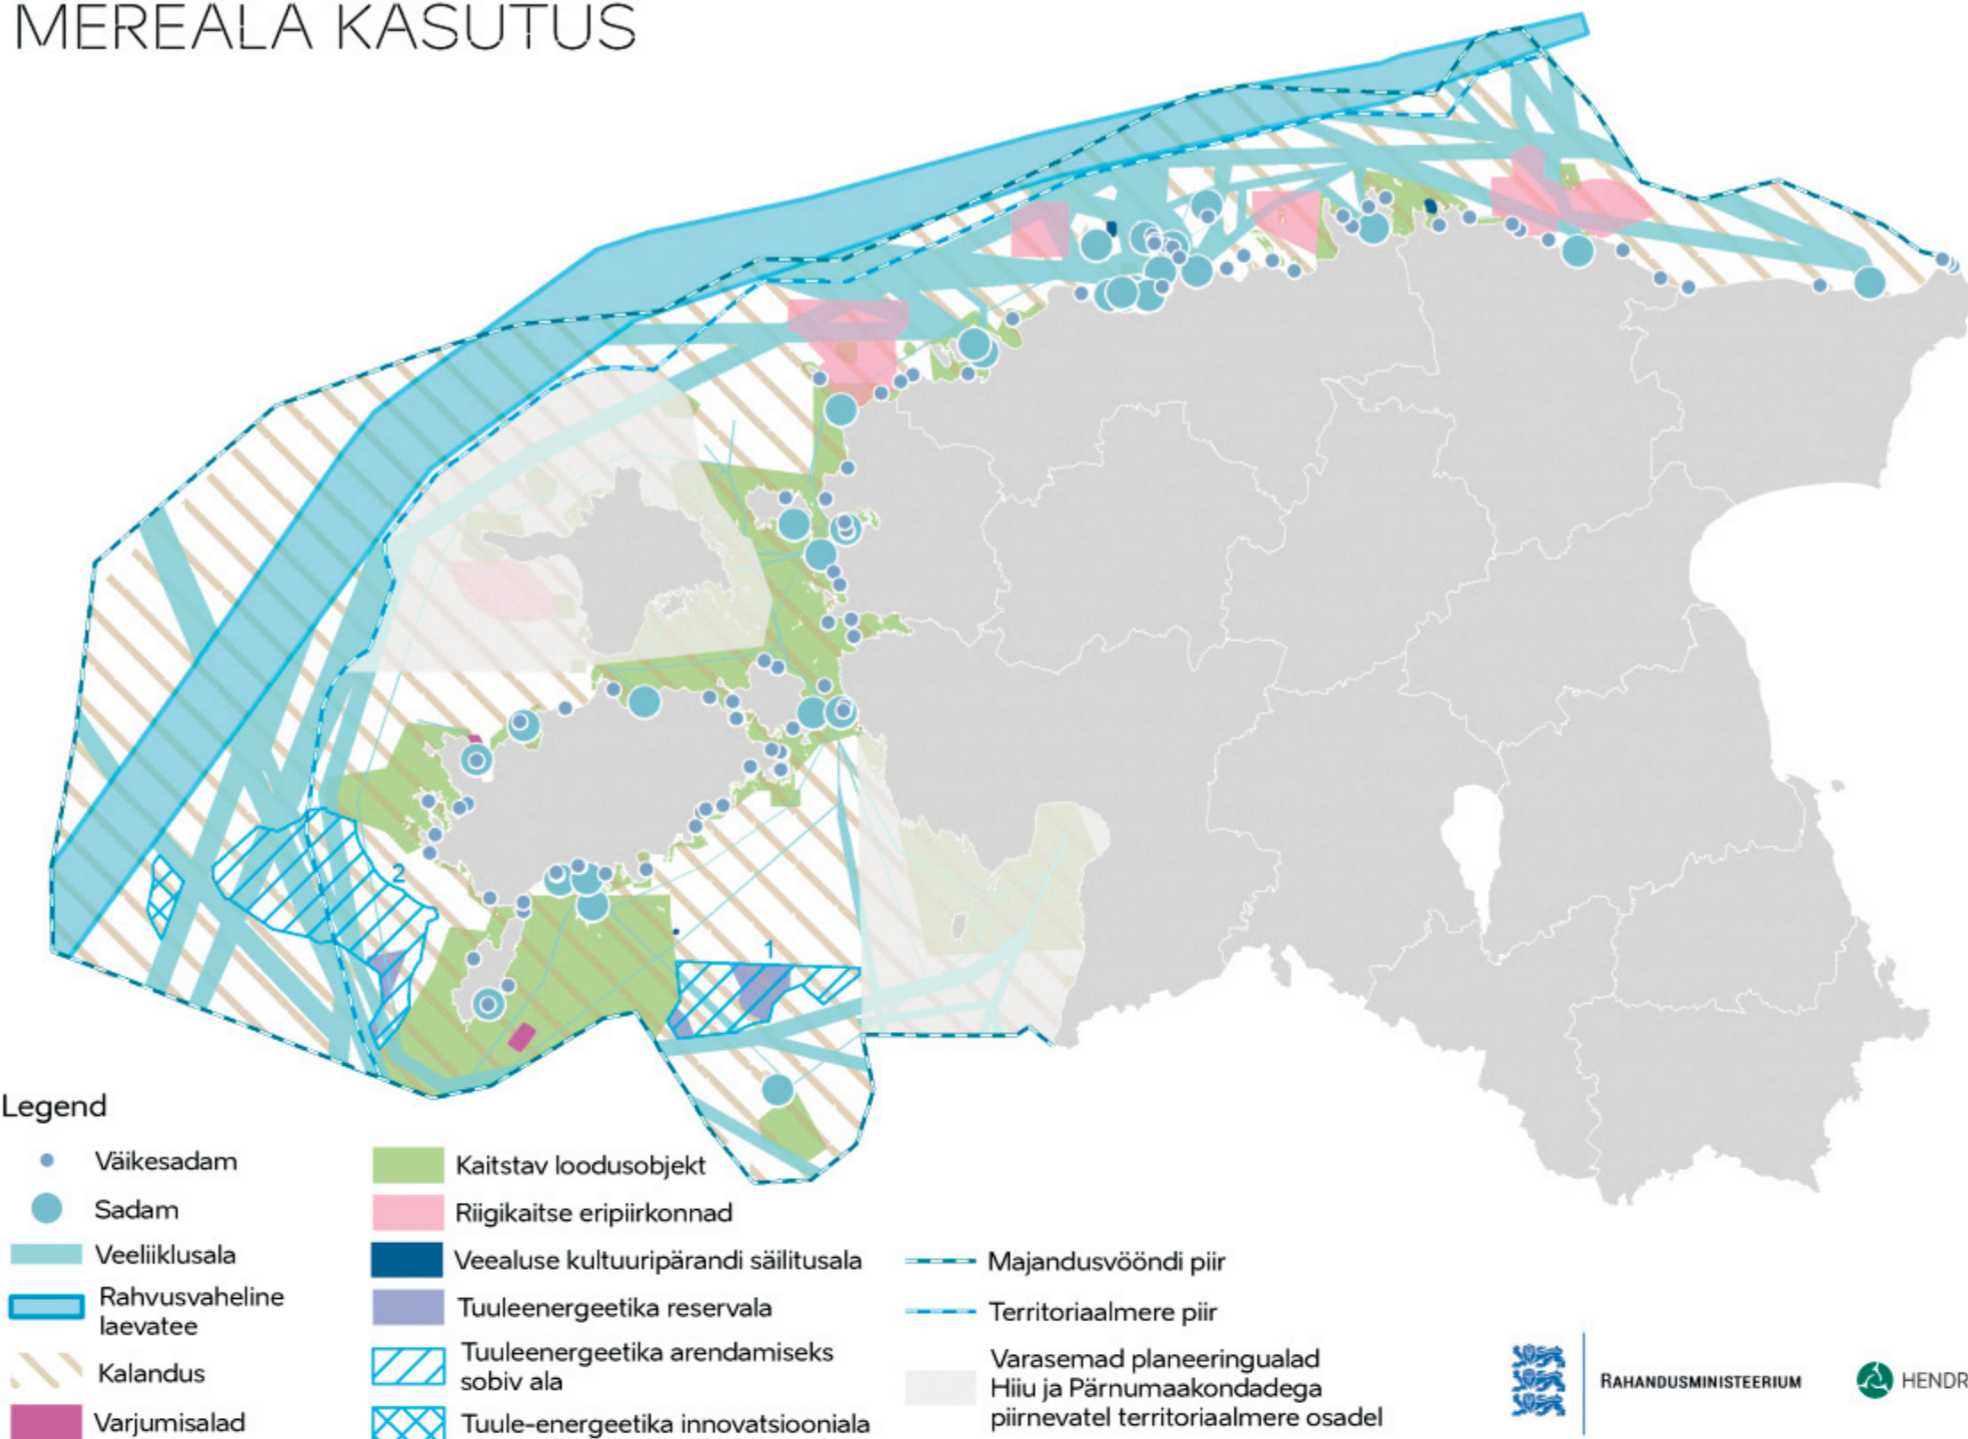 MEREALA KASUTUS
2
1
Legend
Väikesadam
Sadam
Veeliiklusala
Rahvusvaheline
laevatee
Kalandus
Varjumisalad
Kaitstav loodusobjekt
Riigikaitse eripiirkonnad
Veealuse kultuuripärandi säilitusala
Tuuleenergeetika reservala
Tuuleenergeetika arendamiseks
sobiv ala
Tuule-energeetika innovatsiooniala
Majandusvööndi piir
Territoriaalmere piir
Varasemad planeeringualad
Hiiu ja Pärnumaakondadega
piirnevatel territoriaalmere osadel
RAHANDUSMINISTEERIUM
HENDR